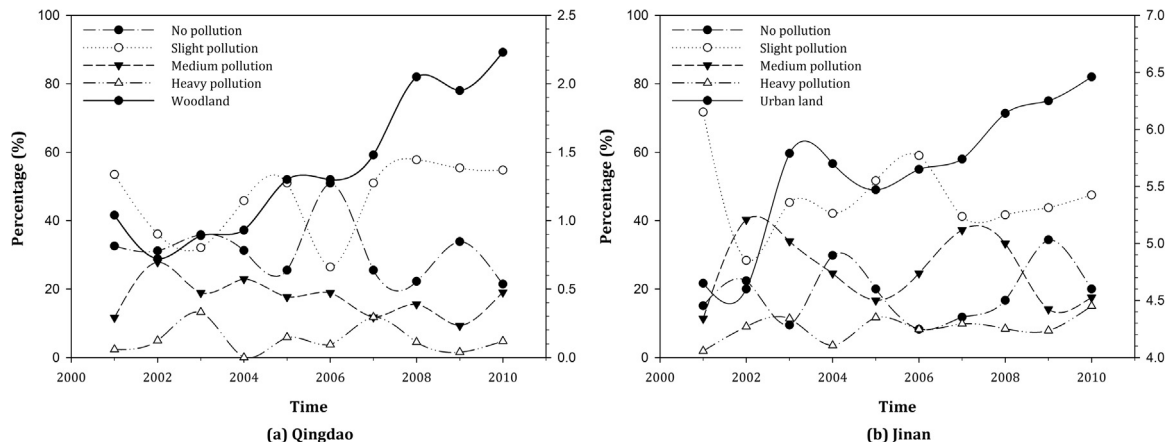 100
80
60
40
20
0
Percentage (%)
2.5
2.0
1.5
1.0
0.5
0.0
No pollution
Slight pollution
Medium pollution
Heavy pollution
Woodland
2000 2002 2004 2006 2008 2010
Time
(a) Qingdao
100
80
60
40
20
0
Percentage (%)
7.0
6.5
6.0
5.5
5.0
4.5
4.0
No pollution
Slight pollution
Medium pollution
Heavy pollution
Urban land
2000 2002 2004 2006 2008 2010
Time
(b) Jinan